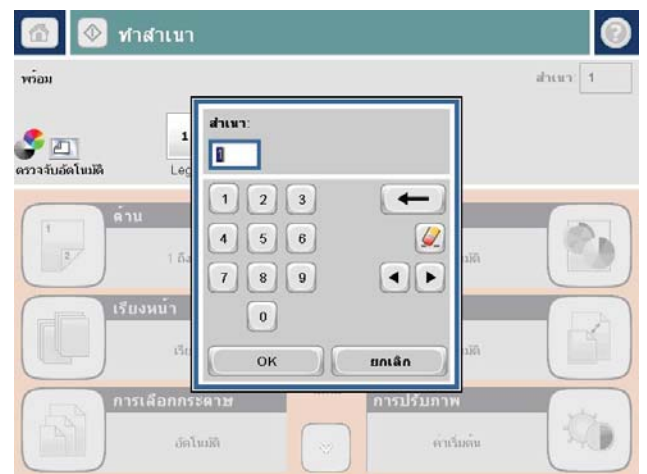 ทำสำเนา
พร้อม
สำเนา: 1
ตรวจจับอัตโนมัติ
1
สำเนา:
1
1 2 3
4 5 6
7 8 9
0
OK ยกเลิก
ด้าน
1
2
1 ถึง
เรียงหน้า
การเลือกกระดาษ
อัตโนมัติ
การปรับภาพ
ค่าเริ่มต้น